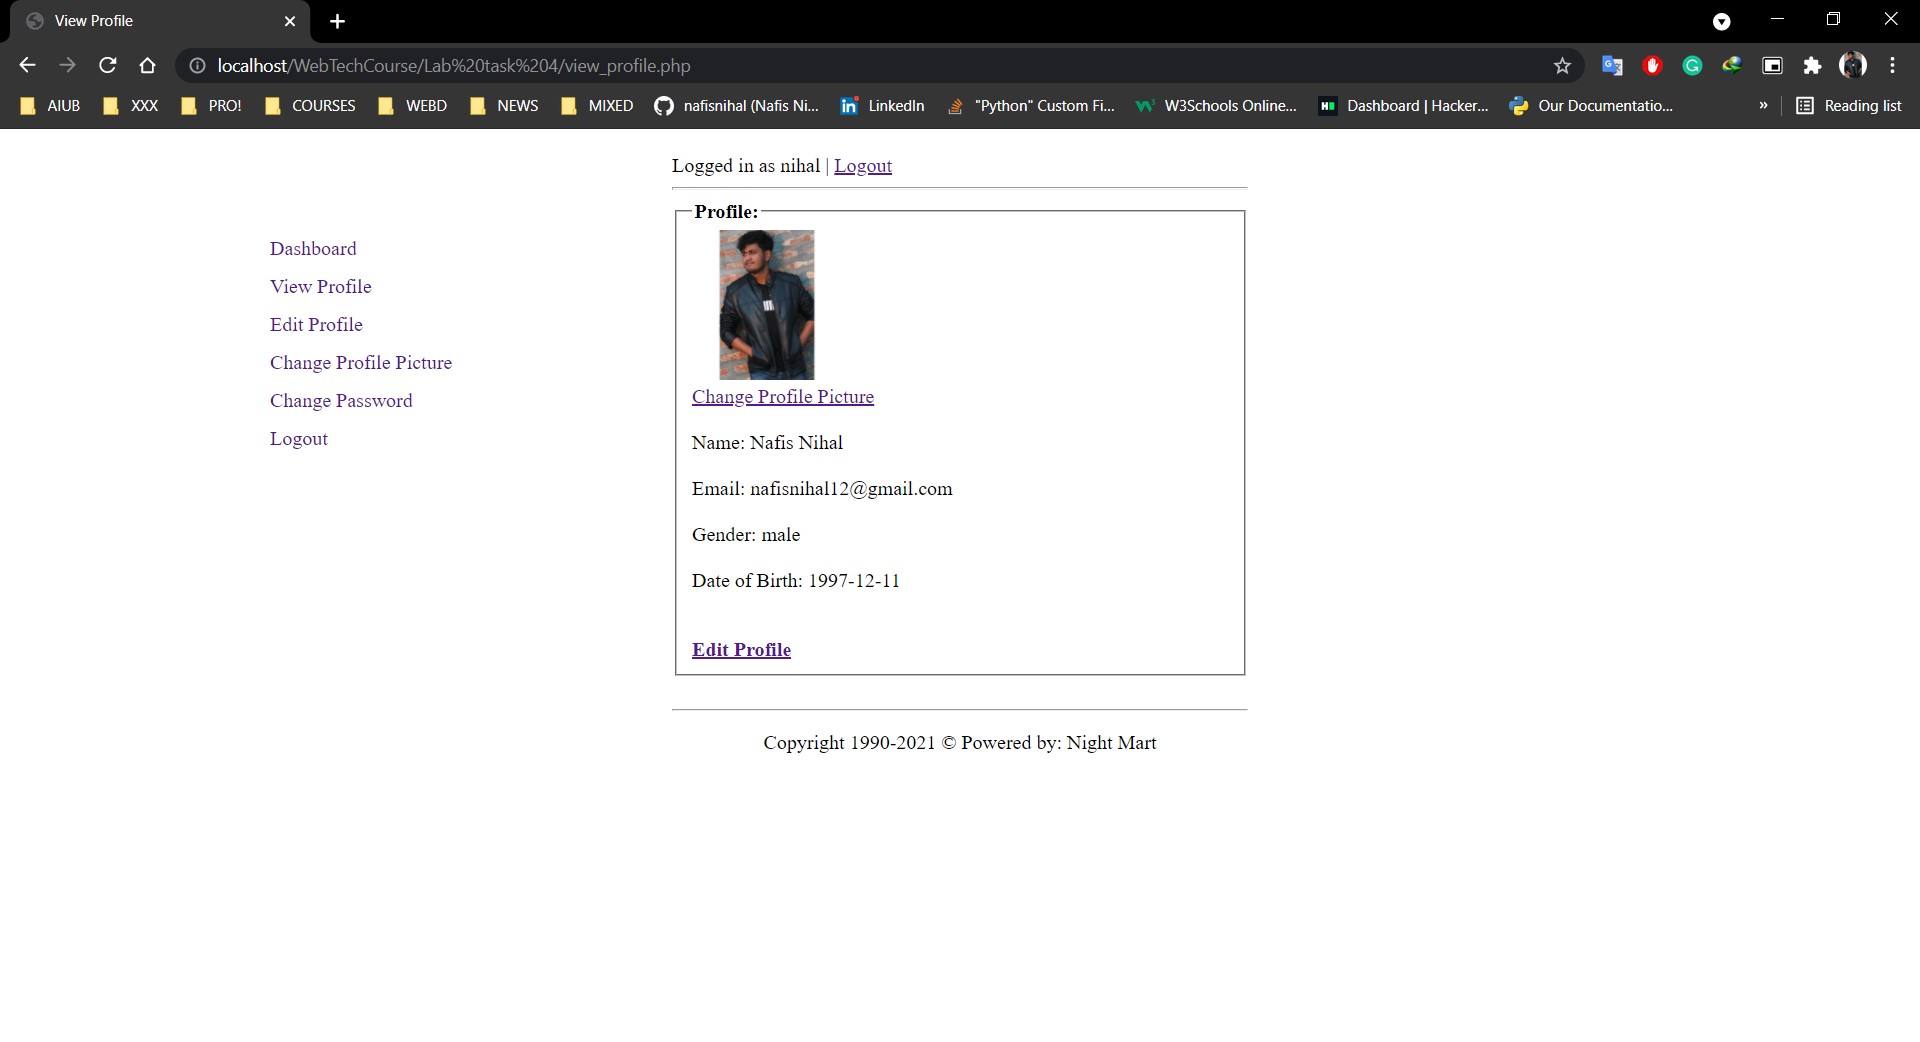 View Profile
localhost/WebTechCourse/Lab%20task%204/view_profile.php
AIUB XXX PRO! COURSES WEBD NEWS MIXED nafisnihal (Nafis Ni... LinkedIn "Python" Custom Fi... W3Schools Online... Dashboard | Hacker... Our Documentatio... » Reading list
Logged in as nihal | Logout
Dashboard
View Profile
Edit Profile
Change Profile Picture
Change Password
Logout
Profile:
Change Profile Picture
Name: Nafis Nihal
Email: nafisnihal12@gmail.com
Gender: male
Date of Birth: 1997-12-11
Edit Profile
Copyright 1990-2021 © Powered by: Night Mart